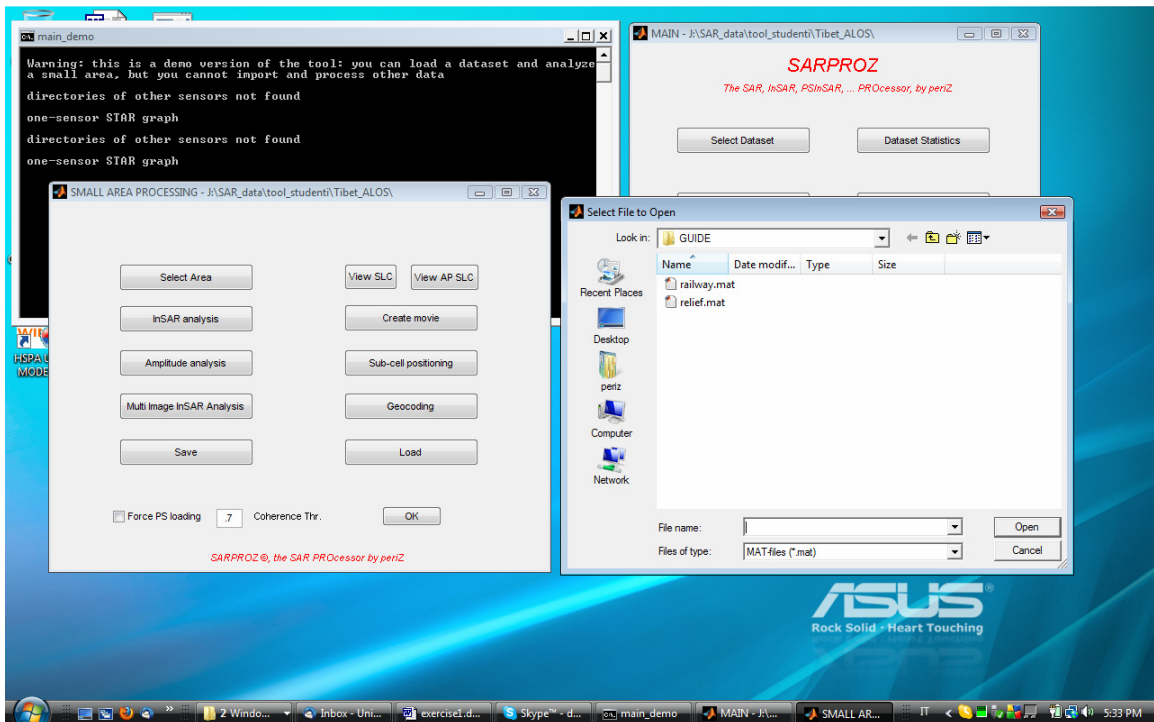 main_demo
Warning: this is a demo version of the tool: you can load a dataset and analyze
a small area, but you cannot import and process other data
directories of other sensors not found
one-sensor STAR graph
directories of other sensors not found
one-sensor STAR graph
MAIN - J:\SAR_data\tool_studenti\Tibet_ALOS\
SARPROZ
The SAR, InSAR, PSInSAR, ... PROcessor, by periZ
Select Dataset
Dataset Statistics
SMALL AREA PROCESSING - J:\SAR_data\tool_studenti\Tibet_ALOS\
Select Area
View SLC
View AP SLC
InSAR analysis
Create movie
Amplitude analysis
Sub-cell positioning
Multi Image InSAR Analysis
Geocoding
Save
Load
Force PS loading
.7
Coherence Thr.
OK
SARPROZ ©, the SAR PROcessor by periZ
Select File to Open
Look in:
GUIDE
Name
Date modif...
Type
Size
railway.mat
relief.mat
Recent Places
Desktop
periz
Computer
Network
File name:
Open
Files of type:
MAT-files (*.mat)
Cancel
HSPA
MODE
ASUS®
Rock Solid · Heart Touching
2 Windo...
Inbox - Uni...
exercise1.d...
Skype™ - d...
main_demo
MAIN - J:\...
SMALL AR...
IT
5:33 PM